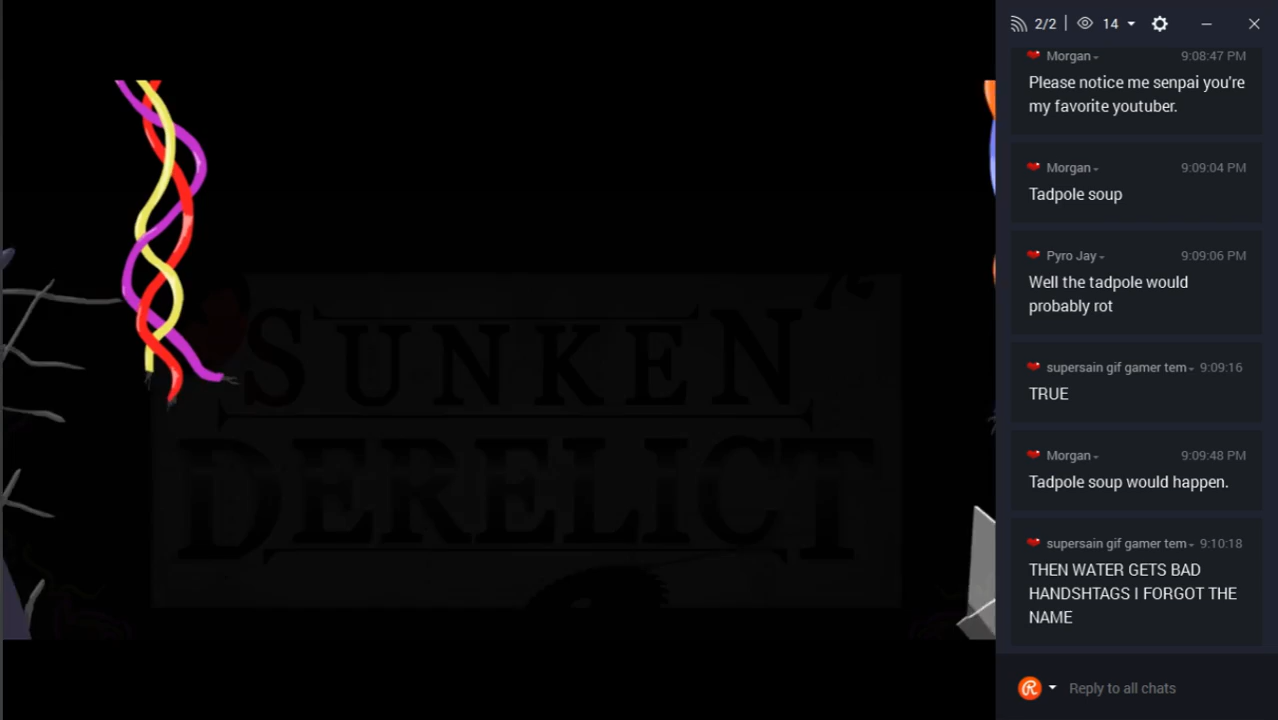 2/2 | 14
Morgan 9:08:47 PM
Please notice me senpai you're
my favorite youtuber.
Morgan 9:09:04 PM
Tadpole soup
Pyro Jay 9:09:06 PM
Well the tadpole would
probably rot
supersain gif gamer tem 9:09:16
TRUE
Morgan 9:09:48 PM
Tadpole soup would happen.
supersain gif gamer tem 9:10:18
THEN WATER GETS BAD
HANDSHTAGS I FORGOT THE
NAME
Reply to all chats
SUNKEN
DERELICT